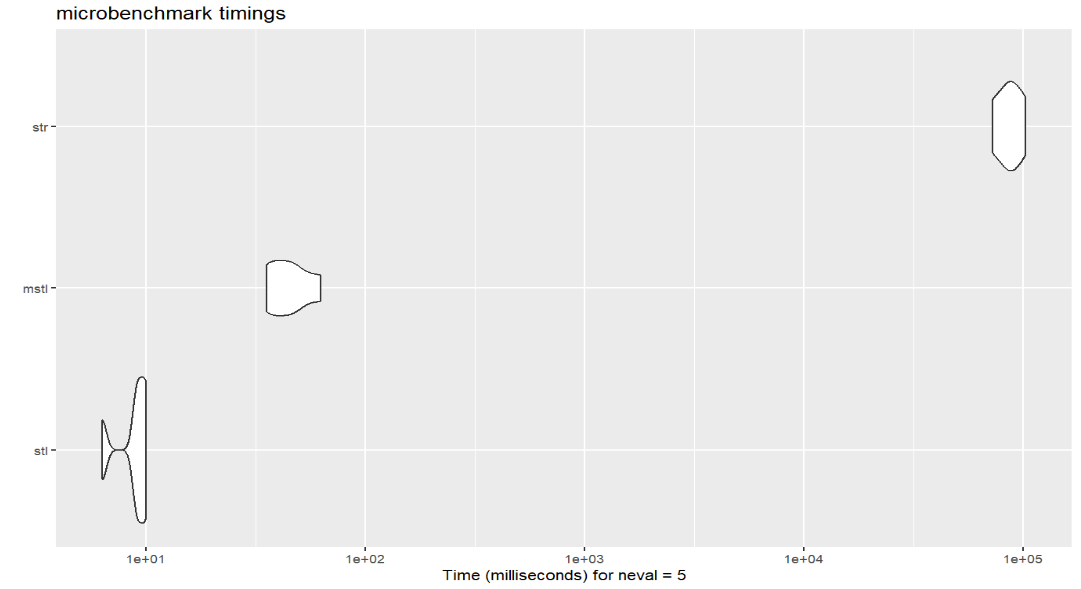 microbenchmark timings
str
mstl
stl
1e+01 1e+02 1e+03 1e+04 1e+05
Time (milliseconds) for neval = 5